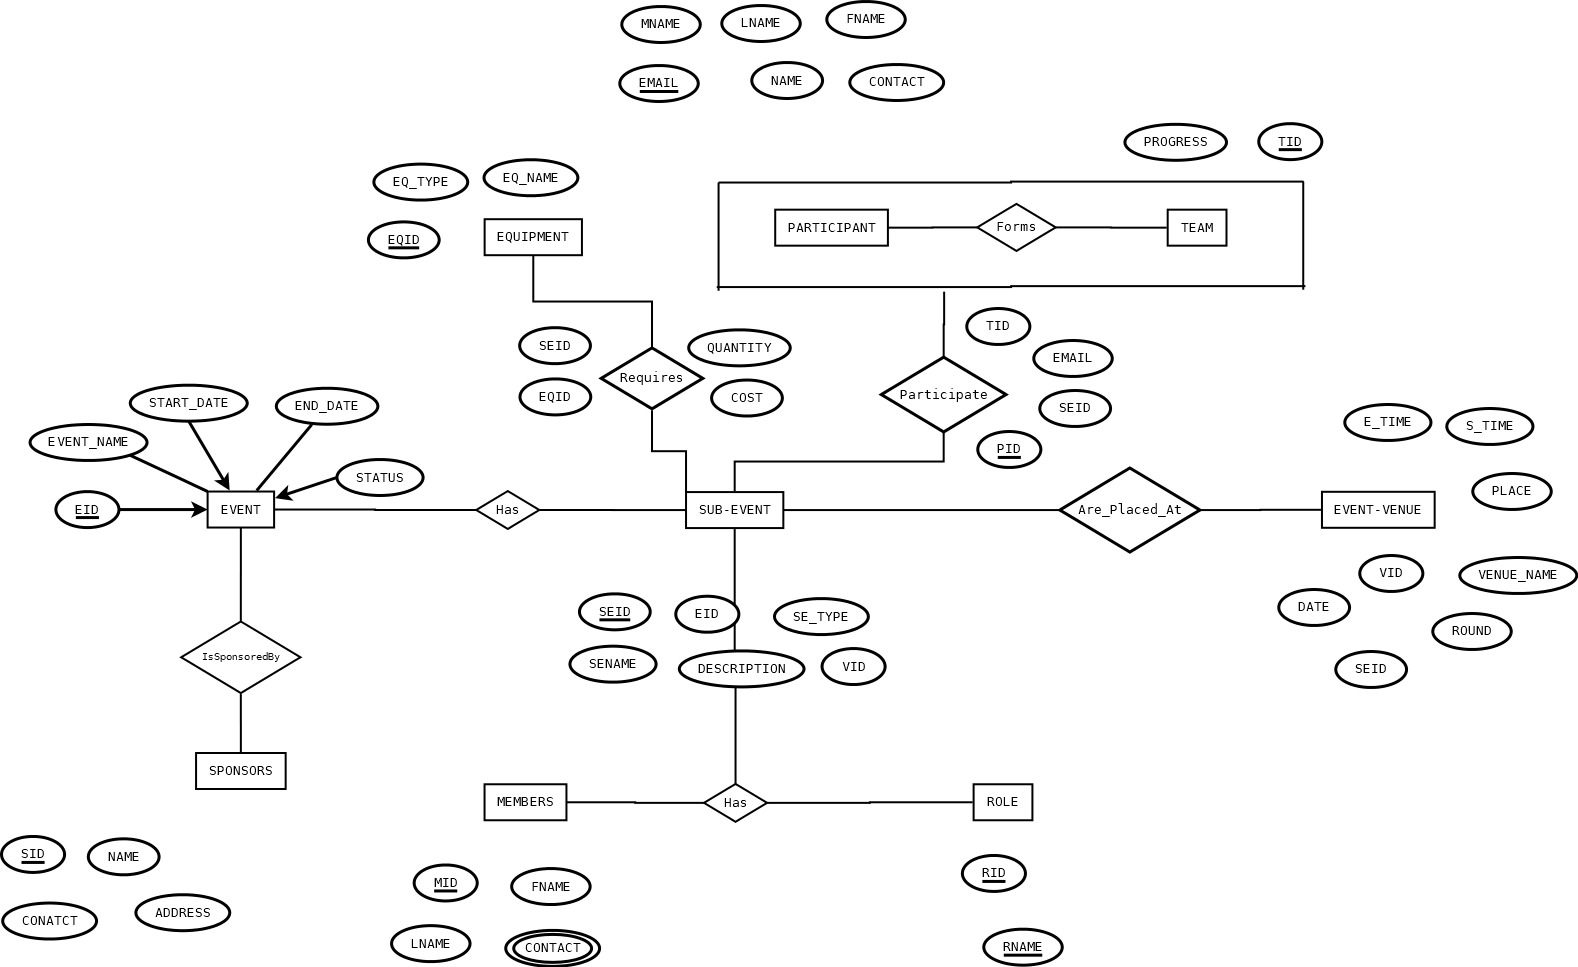 MNAME LNAME FNAME
EMAIL NAME CONTACT
PROGRESS TID
EQ_TYPE EQ_NAME
EQID EQUIPMENT
PARTICIPANT Forms TEAM
SEID QUANTITY
Requires
EQID COST
TID
EMAIL
Participate
SEID
PID
START_DATE END_DATE
EVENT_NAME
STATUS
E_TIME S_TIME
PLACE
EID EVENT Has SUB-EVENT Are_Placed_At EVENT-VENUE
VID VENUE_NAME
DATE
ROUND
SEID
SEID EID SE_TYPE
SENAME DESCRIPTION VID
IsSponsoredBy
SPONSORS
MEMBERS Has ROLE
SID NAME
CONATCT ADDRESS
MID FNAME
LNAME CONTACT
RID
RNAME